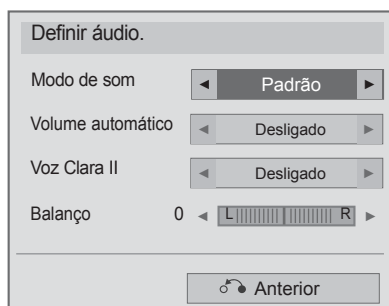 Definir áudio.
Modo de som ◄ Padrão ►
Volume automático ◄ Desligado ►
Voz Clara II ◄ Desligado ►
Balanço 0 ◄ L R ►
Anterior